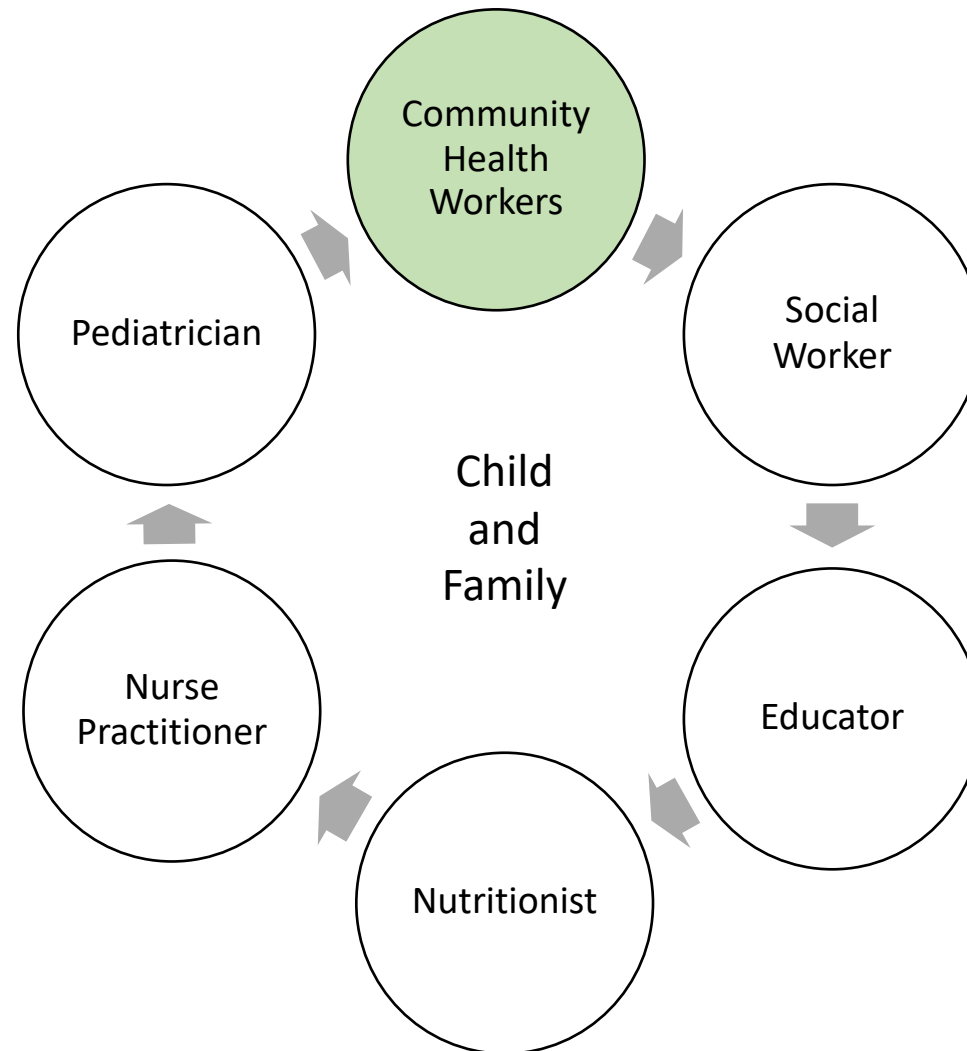 Community
Health
Workers
Social
Worker
Educator
Nutritionist
Nurse
Practitioner
Pediatrician
Child
and
Family